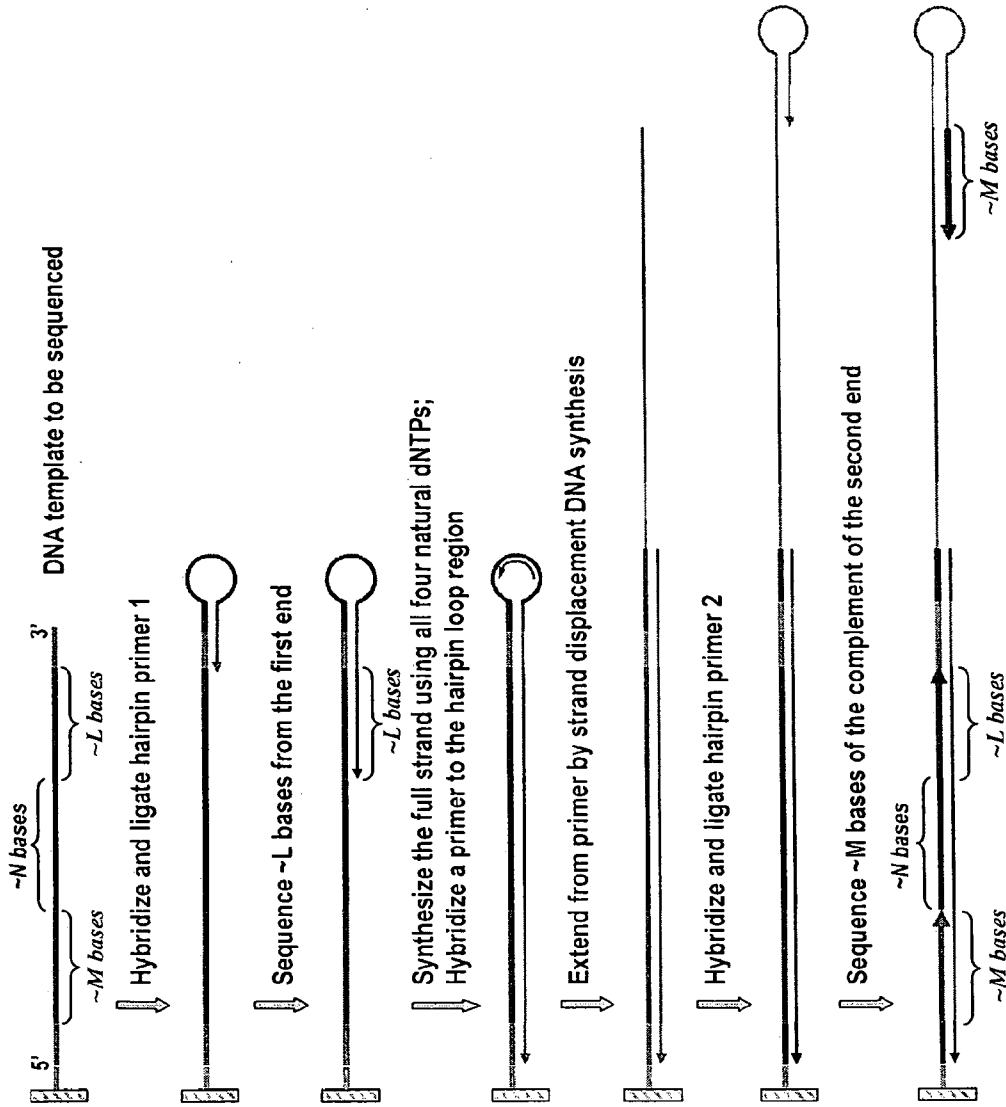 5'
3'
~N bases
~M bases
~L bases
DNA template to be sequenced
Hybridize and ligate hairpin primer 1
Sequence ~L bases from the first end
~L bases
Synthesize the full strand using all four natural dNTPs;
Hybridize a primer to the hairpin loop region
Extend from primer by strand displacement DNA synthesis
Hybridize and ligate hairpin primer 2
Sequence ~M bases of the complement of the second end
~N bases
~M bases
~L bases
~M bases